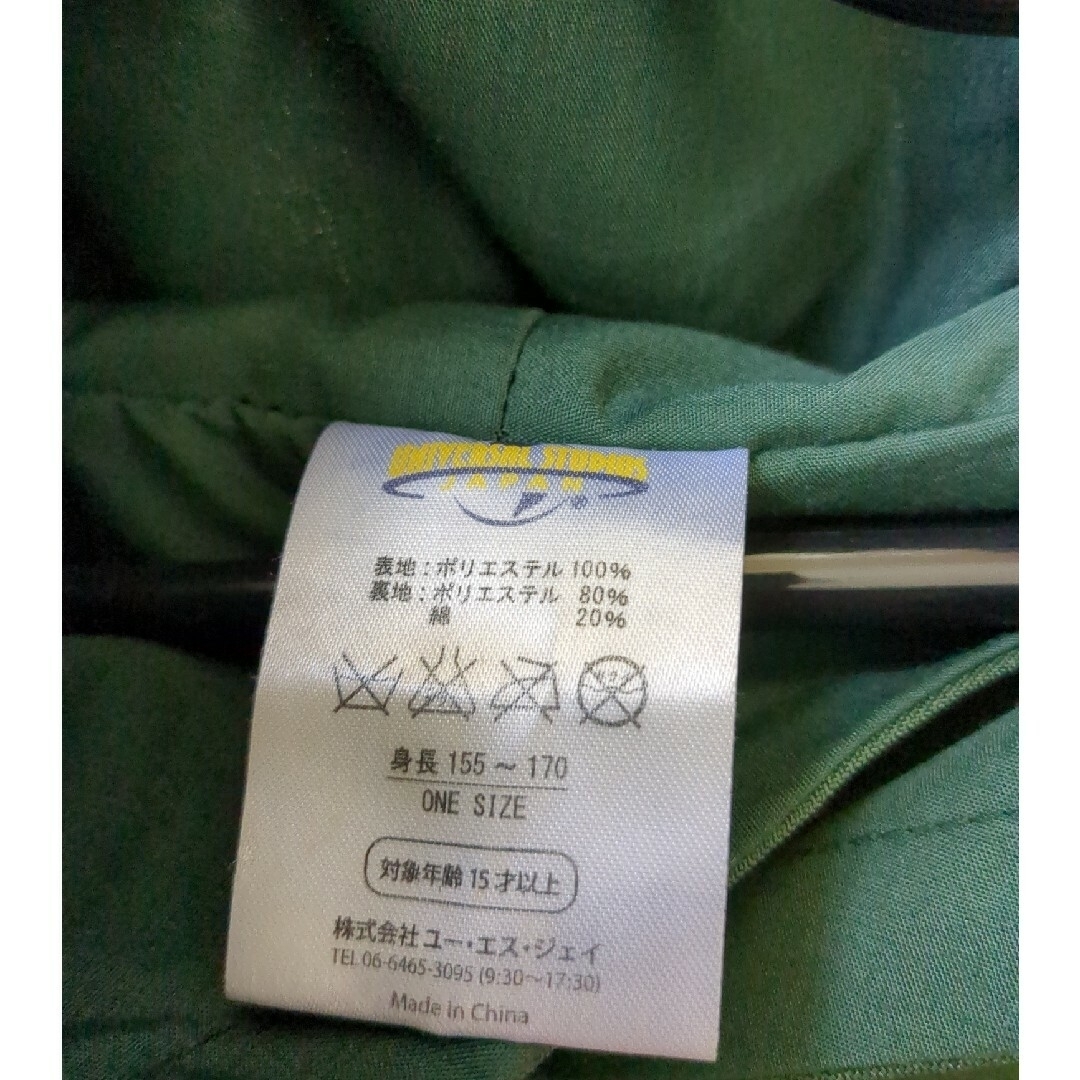 UNIVERSAL STUDIOS
JAPAN
表地:ポリエステル 100%
裏地:ポリエステル 80%
綿 20%
身長 155 ~ 170
ONE SIZE
対象年齢 15 才以上
株式会社 ユー・エス・ジェイ
TEL 06-6465-3095 (9:30~17:30)
Made in China